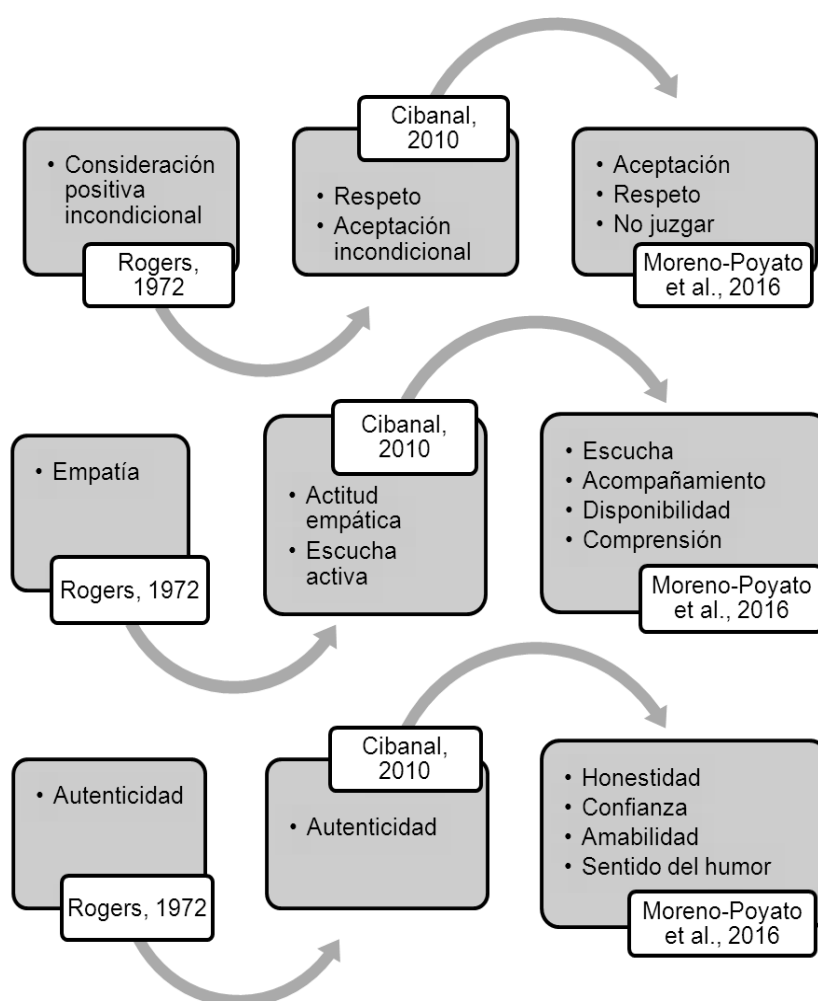 • Consideración
positiva
incondicional
Rogers,
1972
Cibanal,
2010
• Respeto
• Aceptación
incondicional
• Aceptación
• Respeto
• No juzgar
Moreno-Poyato
et al., 2016
• Empatía
Rogers, 1972
Cibanal,
2010
• Actitud
empática
• Escucha
activa
• Escucha
• Acompañamiento
• Disponibilidad
• Comprensión
Moreno-Poyato
et al., 2016
• Autenticidad
Rogers, 1972
Cibanal,
2010
• Autenticidad
• Honestidad
• Confianza
• Amabilidad
• Sentido del humor
Moreno-Poyato
et al., 2016